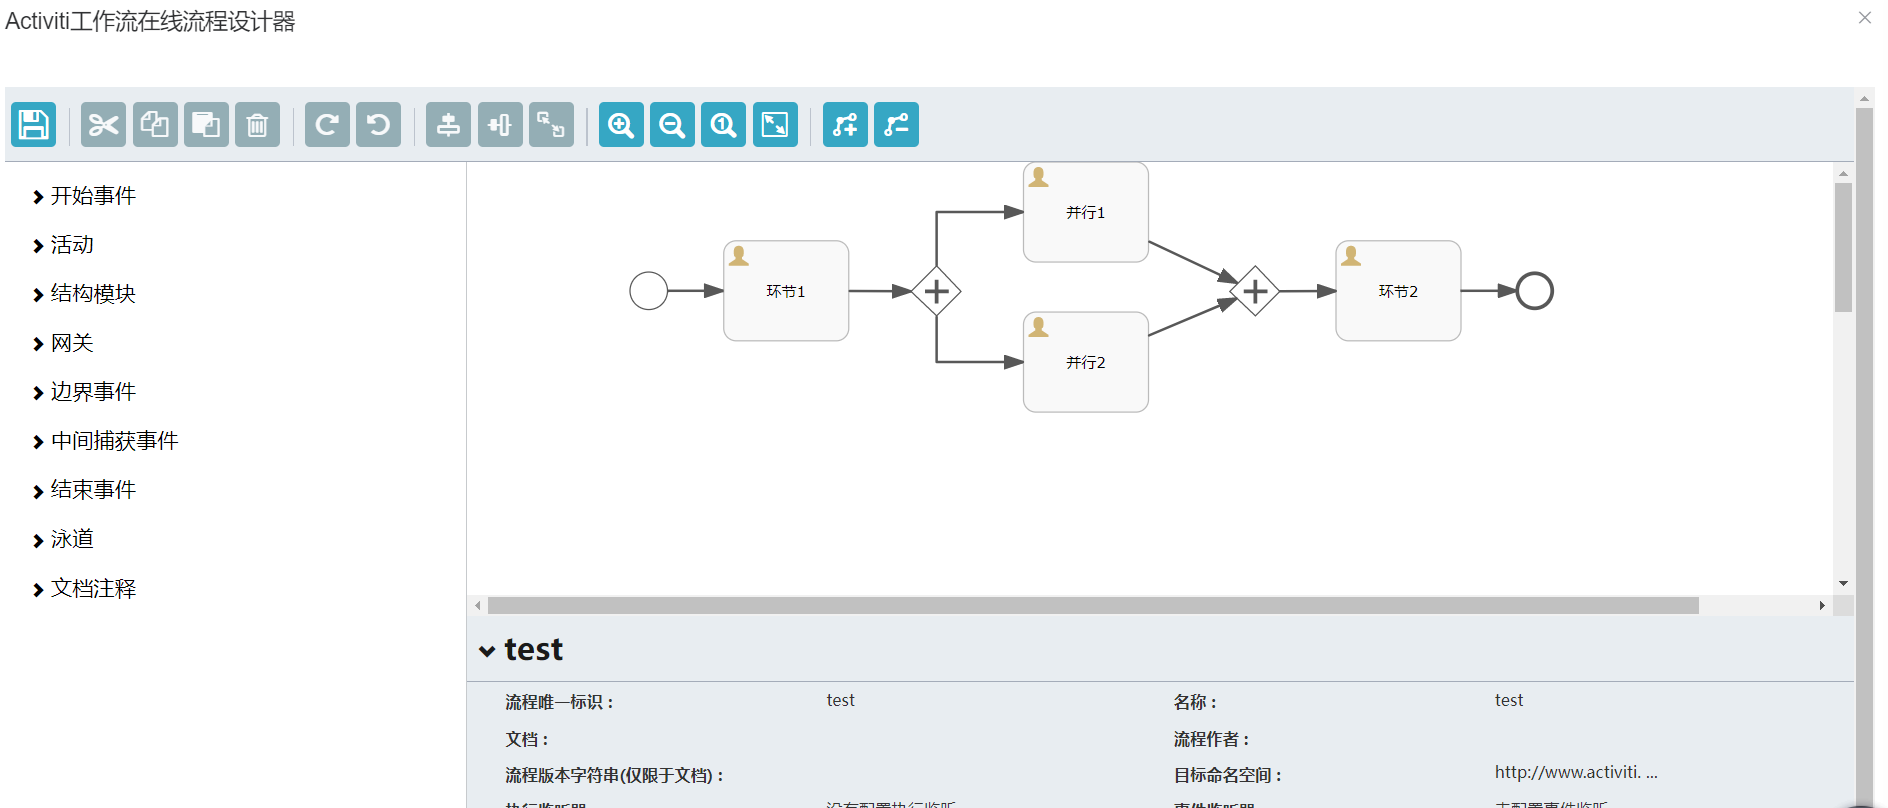 Activiti工作流在线流程设计器
开始事件
活动
结构模块
网关
边界事件
中间捕获事件
结束事件
泳道
文档注释
环节1
并行1
并行2
环节2
test
流程唯一标识： test 名称： test
文档： 流程作者：
流程版本字符串(仅限于文档)： 目标命名空间： http://www.activiti. ...